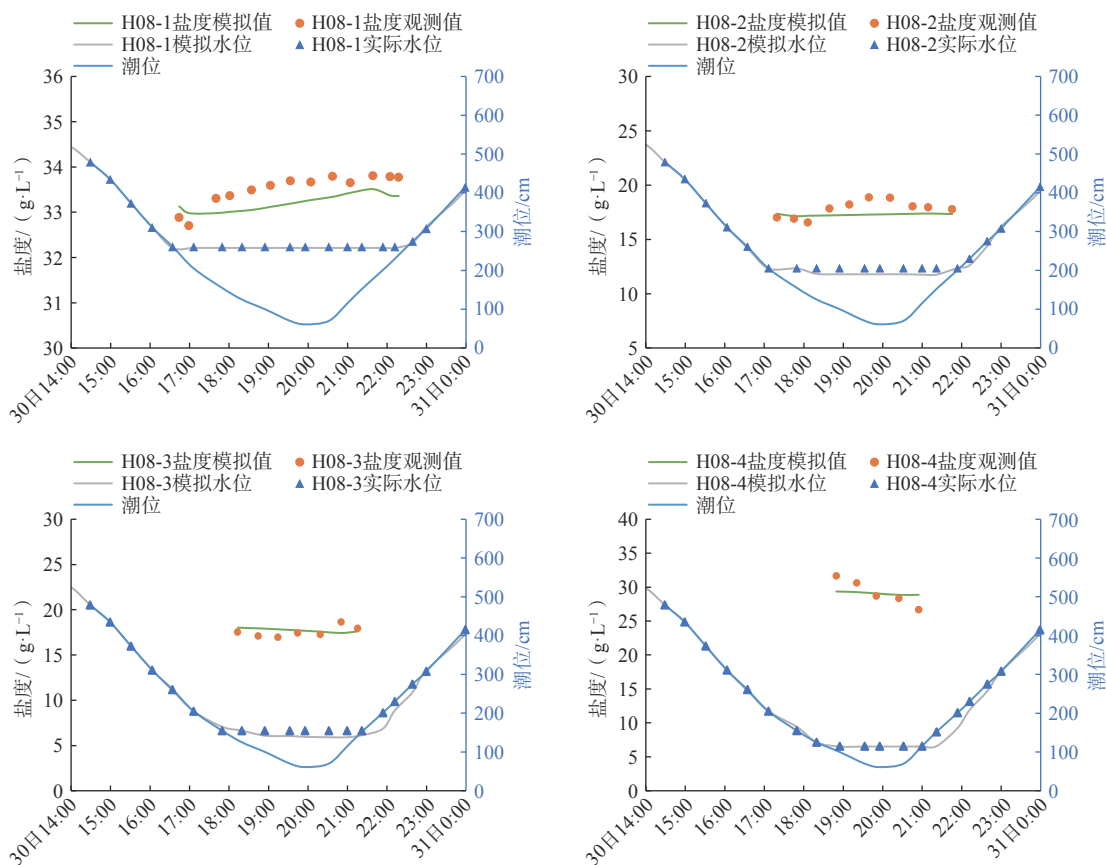 H08-1盐度模拟值 H08-1盐度观测值
H08-1模拟水位 H08-1实际水位
潮位
36
35
34
33
32
31
30
盐度/（g·L⁻¹）
700
600
500
400
300
200
100
0
潮位/cm
30日14:00 15:00 16:00 17:00 18:00 19:00 20:00 21:00 22:00 23:00 31日0:00
H08-2盐度模拟值 H08-2盐度观测值
H08-2模拟水位 H08-2实际水位
潮位
30
25
20
15
10
5
盐度/（g·L⁻¹）
700
600
500
400
300
200
100
0
潮位/cm
30日14:00 15:00 16:00 17:00 18:00 19:00 20:00 21:00 22:00 23:00 31日0:00
H08-3盐度模拟值 H08-3盐度观测值
H08-3模拟水位 H08-3实际水位
潮位
30
25
20
15
10
5
0
盐度/（g·L⁻¹）
700
600
500
400
300
200
100
0
潮位/cm
30日14:00 15:00 16:00 17:00 18:00 19:00 20:00 21:00 22:00 23:00 31日0:00
H08-4盐度模拟值 H08-4盐度观测值
H08-4模拟水位 H08-4实际水位
潮位
40
35
30
25
20
15
10
5
0
盐度/（g·L⁻¹）
700
600
500
400
300
200
100
0
潮位/cm
30日14:00 15:00 16:00 17:00 18:00 19:00 20:00 21:00 22:00 23:00 31日0:00